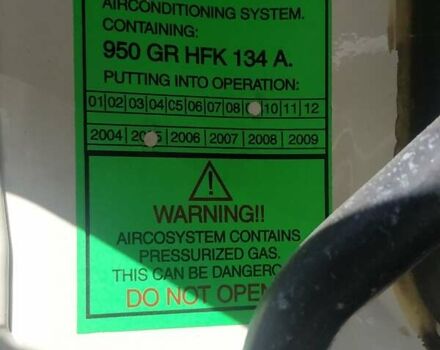 AIRCONDITIONING SYSTEM.
CONTAINING:
950 GR HFK 134 A.
PUTTING INTO OPERATION:
01 02 03 04 05 06 07 08 10 11 12
2004 2006 2007 2008 2009
WARNING!!
AIRCOSYSTEM CONTAINS
PRESSURIZED GAS.
THIS CAN BE
DO NOT OPEN